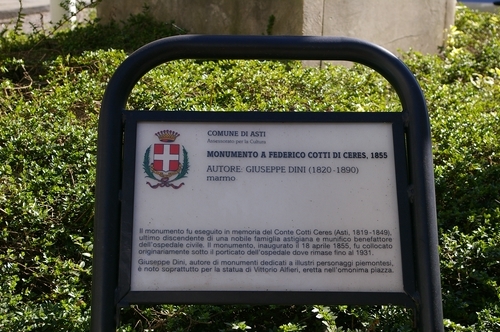 COMUNE DI ASTI
Assessorato per la Cultura
MONUMENTO A FEDERICO COTTI DI CERES, 1855
AUTORE: GIUSEPPE DINI (1820-1890)
marmo
Il monumento fu eseguito in memoria del Conte Cotti Ceres (Asti, 1819-1849),
ultimo discendente di una nobile famiglia astigiana e munifico benefattore
dell'ospedale civile. Il monumento, inaugurato il 18 aprile 1855, fu collocato
originariamente sotto il porticato dell'ospedale dove rimase fino al 1931.
Giuseppe Dini, autore di monumenti dedicati a illustri personaggi piemontesi,
è noto soprattutto per la statua di Vittorio Alfieri, eretta nell'omonima piazza.